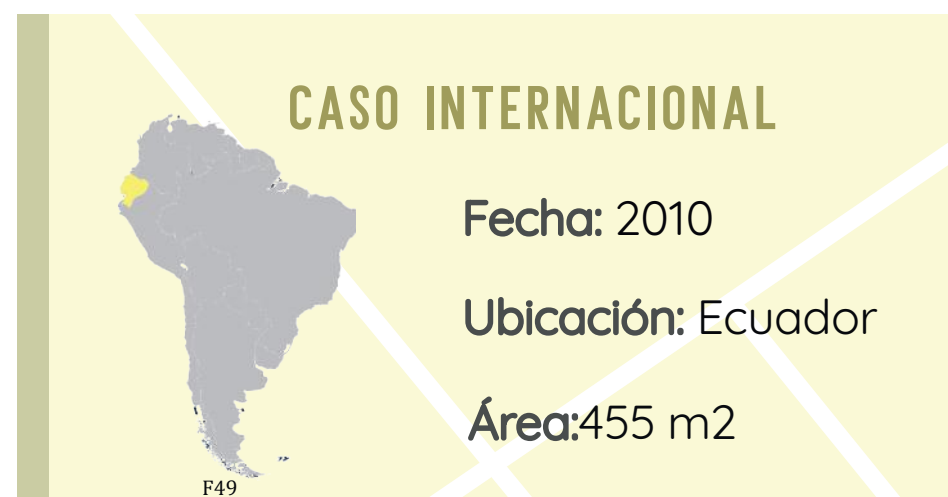 CASO INTERNACIONAL
Fecha: 2010
Ubicación: Ecuador
Área:455 m2
F49